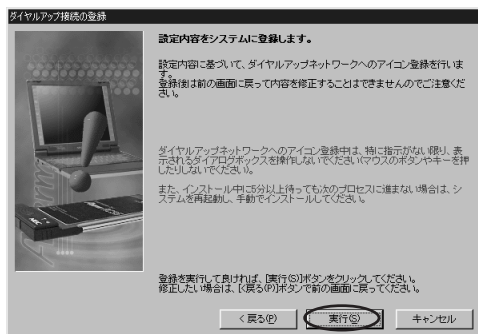 ダイヤルアップ接続の登録
設定内容をシステムに登録します。
設定内容に基づいて、ダイヤルアップネットワークへのアイコン登録を行いま
す。
登録後は前の画面に戻って内容を修正することはできませんのでご注意くだ
さい。
ダイヤルアップネットワークへのアイコン登録中は、特に指示がない限り、表
示されるダイアログボックスを操作しないでください(マウスのボタンやキーを押
したりしないでください)。
また、インストール中に5分以上待っても次のプロセスに進まない場合は、シ
ステムを再起動し、手動でインストールしてください。
登録を実行して良ければ、[実行(S)]ボタンをクリックしてください。
修正したい場合は、[<戻る(P)]ボタンで前の画面に戻ってください。
<戻る(P)
実行(S)
キャンセル